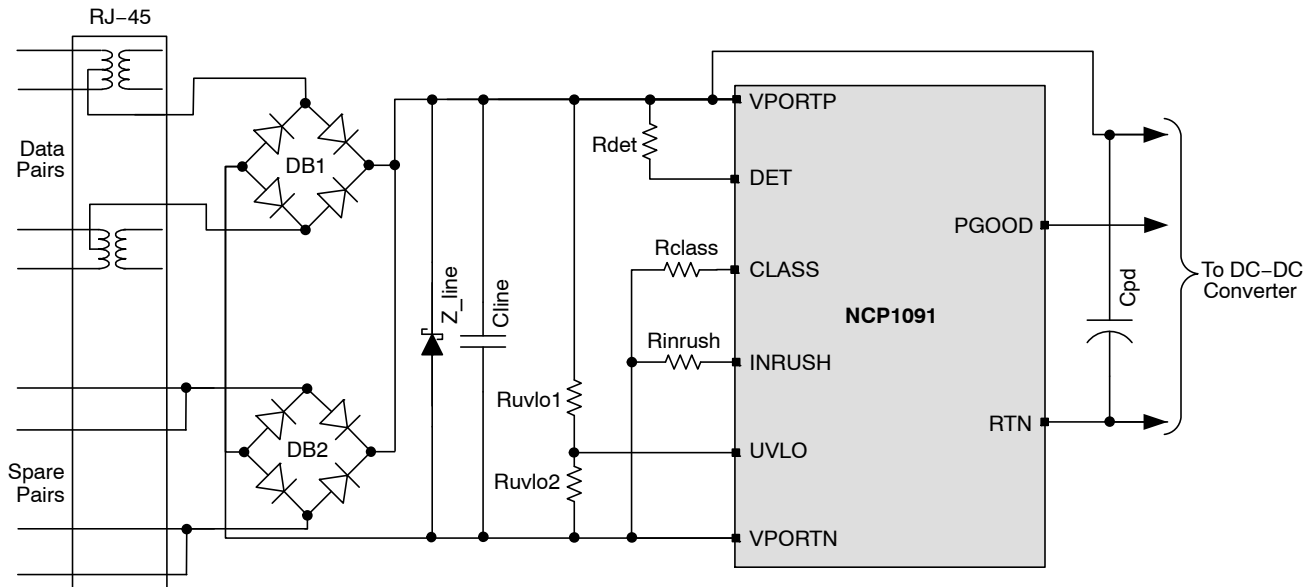 RJ−45
Data
Pairs
DB1
Spare
Pairs
DB2
Z_line
Cline
Ruvlo1
Ruvlo2
Rdet
Rclass
Rinrush
VPORTP
DET
CLASS
INRUSH
UVLO
VPORTN
NCP1091
PGOOD
RTN
Cpd
To DC−DC
Converter